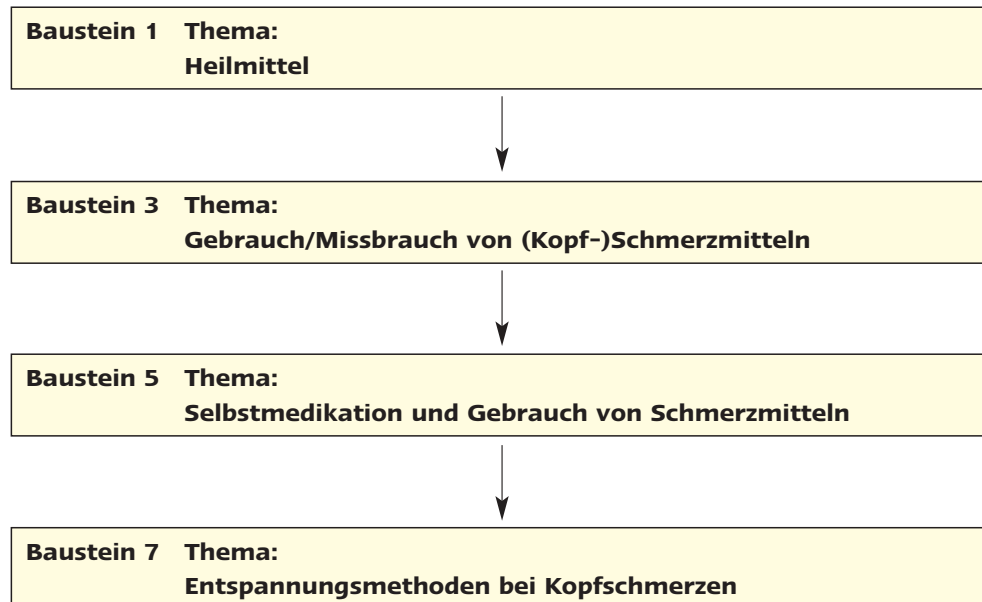 Baustein 1 Thema:
Heilmittel
Baustein 3 Thema:
Gebrauch/Missbrauch von (Kopf-)Schmerzmitteln
Baustein 5 Thema:
Selbstmedikation und Gebrauch von Schmerzmitteln
Baustein 7 Thema:
Entspannungsmethoden bei Kopfschmerzen